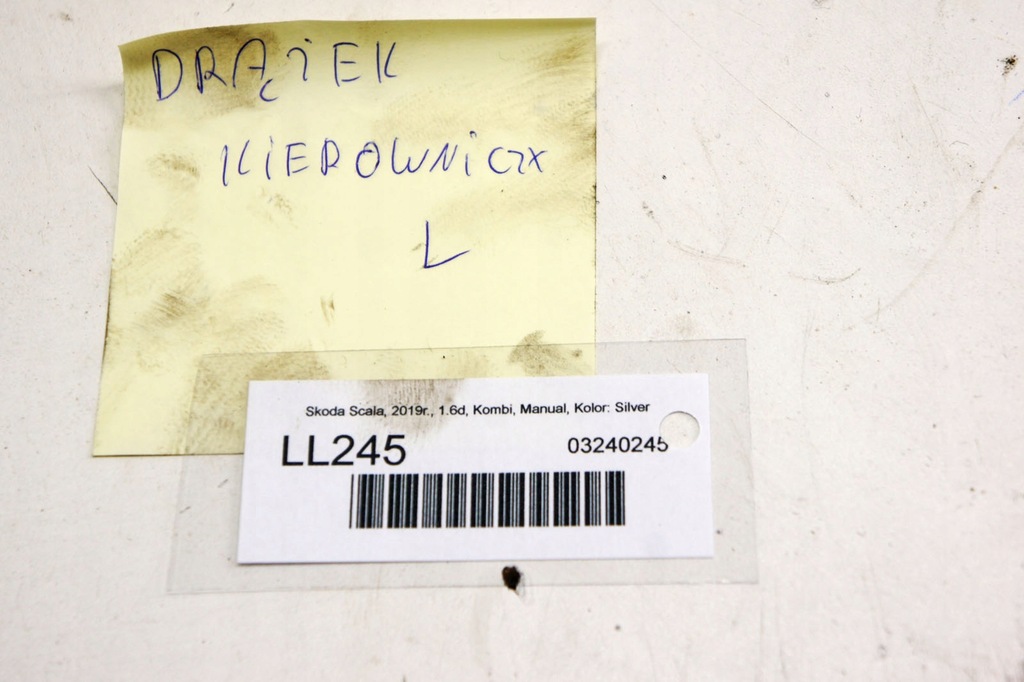 DRĄŻEK
KIEROWNICZY
L
Skoda Scala, 2019r., 1.6d, Kombi, Manual, Kolor: Silver
LL245
03240245